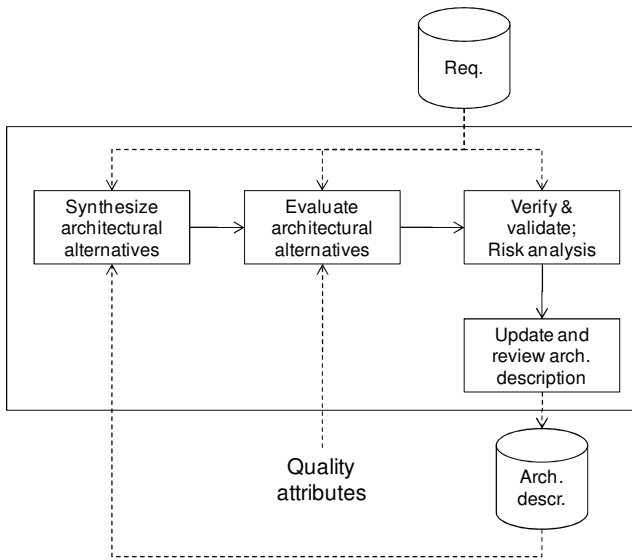 Req.
Synthesize
architectural
alternatives
Evaluate
architectural
alternatives
Verify &
validate;
Risk analysis
Update and
review arch.
description
Quality
attributes
Arch.
descr.